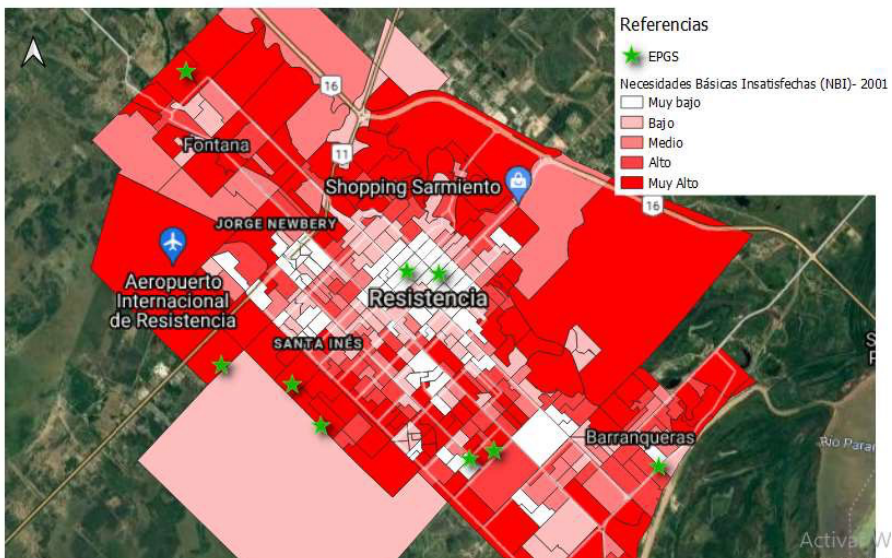 Referencias
EPGS
Necesidades Básicas Insatisfechas (NBI)- 2001
Muy bajo
Bajo
Medio
Alto
Muy Alto
16
Fontana
11
Shopping Sarmiento
16
JORGE NEWBERY
Aeropuerto
Internacional
de Resistencia
Resistencia
SANTA INÉS
Barranqueras
Río Para
Activar W